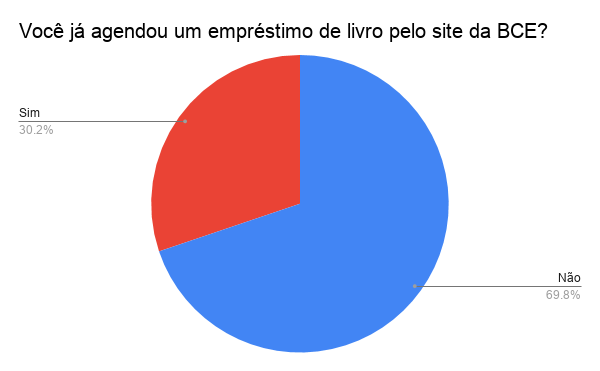 Você já agendou um empréstimo de livro pelo site da BCE?
Sim
30.2%
Não
69.8%